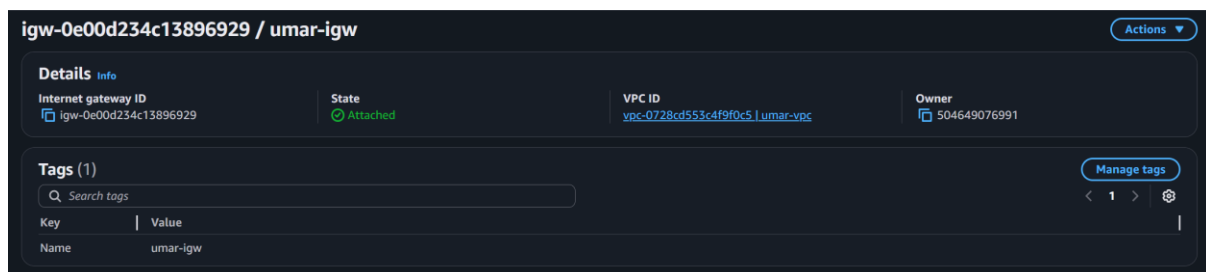 igw-0e00d234c13896929 / umar-igw
Actions
Details Info
Internet gateway ID
igw-0e00d234c13896929
State
Attached
VPC ID
vpc-0728cd553c4f9f0c5 | umar-vpc
Owner
504649076991
Tags (1)
Manage tags
Search tags
1
Key Value
Name umar-igw